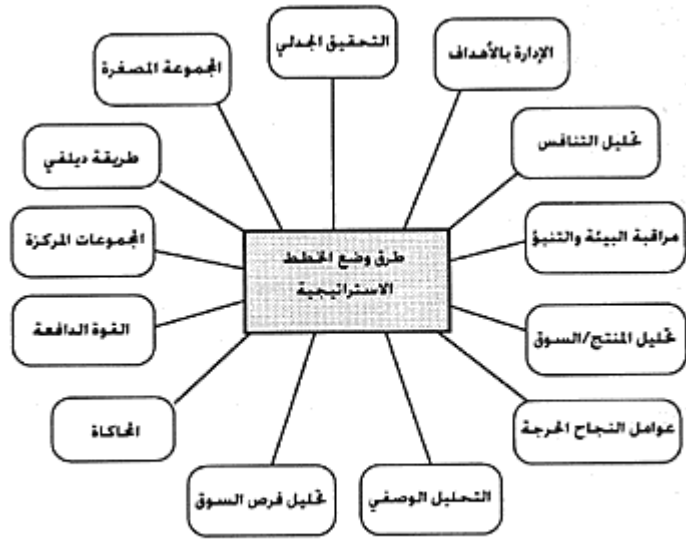 طرق وضع الخطط
الاستراتيجية
التحقيق الجدلي
الإدارة بالأهداف
تحليل التنافس
مراقبة البيئة والتنبؤ
تحليل المنتج/السوق
عوامل النجاح الحرجة
التحليل الوصفي
تحليل فرص السوق
المحاكاة
القوة الدافعة
المجموعات المركزة
طريقة ديلفي
المجموعة المصغرة